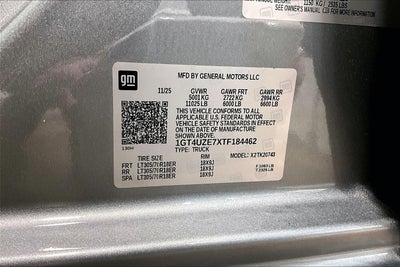 1150 KG / 2535 LBS
SEE OWNER'S MANUAL
gm
MFD BY GENERAL MOTORS LLC
11/25 GVWR GAWR FRT GAWR RR
5001 KG 2722 KG 2994 KG
11025 LB 6000 LB 6600 LB
THIS VEHICLE CONFORMS TO ALL
APPLICABLE U.S. FEDERAL MOTOR
VEHICLE SAFETY STANDARDS IN
EFFECT ON THE DATE OF
MANUFACTURE SHOWN ABOVE.
1GT4UZE7XTF184462
TYPE: TRUCK
MODEL: X2TK20743
TIRE SIZE RIM
FRT LT305/70R18ER 18X9J
RR LT305/70R18ER 18X9J
SPA LT305/70R18ER 18X9J